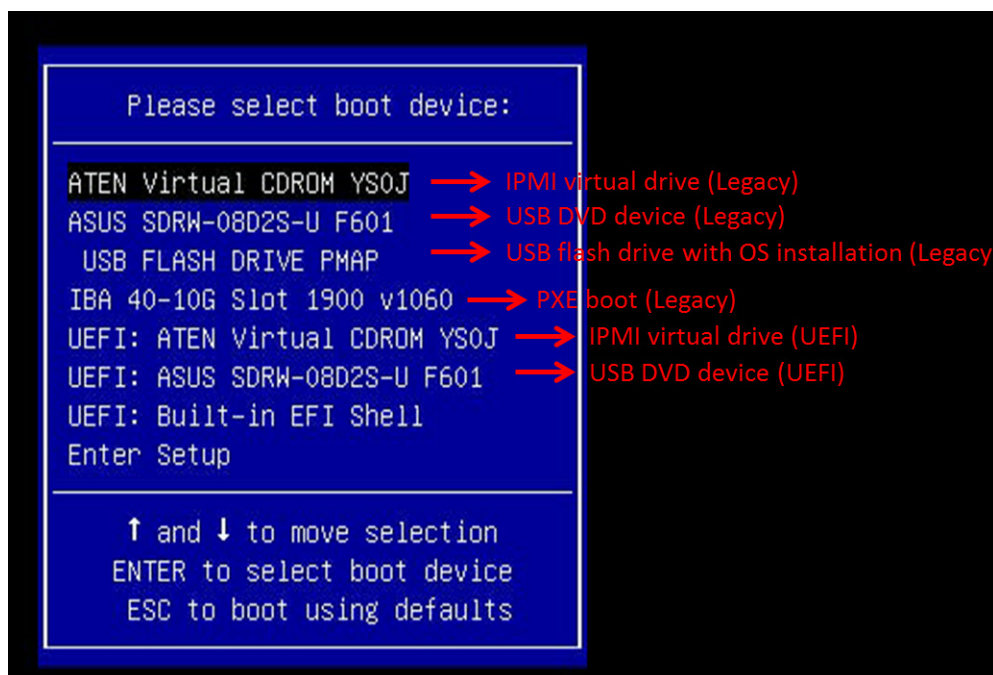 Please select boot device:
ATEN Virtual CDROM YS0J → IPMI virtual drive (Legacy)
ASUS SDRW-08D2S-U F601 → USB DVD device (Legacy)
USB FLASH DRIVE PMAP → USB flash drive with OS installation (Legacy
IBA 40-10G Slot 1900 v1060 → PXE boot (Legacy)
UEFI: ATEN Virtual CDROM YS0J → IPMI virtual drive (UEFI)
UEFI: ASUS SDRW-08D2S-U F601 → USB DVD device (UEFI)
UEFI: Built-in EFI Shell
Enter Setup
↑ and ↓ to move selection
ENTER to select boot device
ESC to boot using defaults